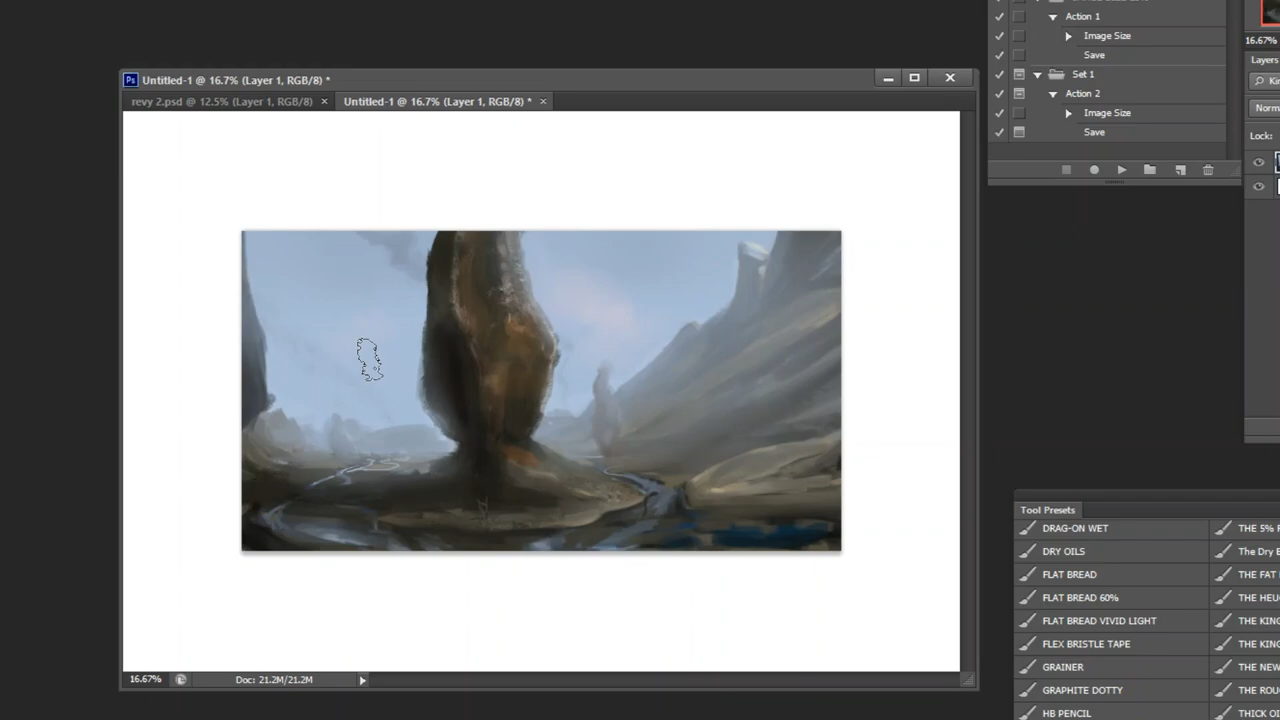 Action 1
Image Size
16.67%
Save
Layers
Set 1
Untitled-1 @ 16.7% (Layer 1, RGB/8) *
Action 2
revy 2.psd @ 12.5% (Layer 1, RGB/8) × Untitled-1 @ 16.7% (Layer 1, RGB/8) * ×
Image Size
Save
Lock:
16.67% Doc: 21.2M/21.2M
Tool Presets
DRAG-ON WET THE 5%
DRY OILS The Dry
FLAT BREAD THE FAT
FLAT BREAD 60% THE
FLAT BREAD VIVID LIGHT THE
FLEX BRISTLE TAPE THE
GRAINER THE NEW
GRAPHITE DOTTY THE
HB PENCIL THICK